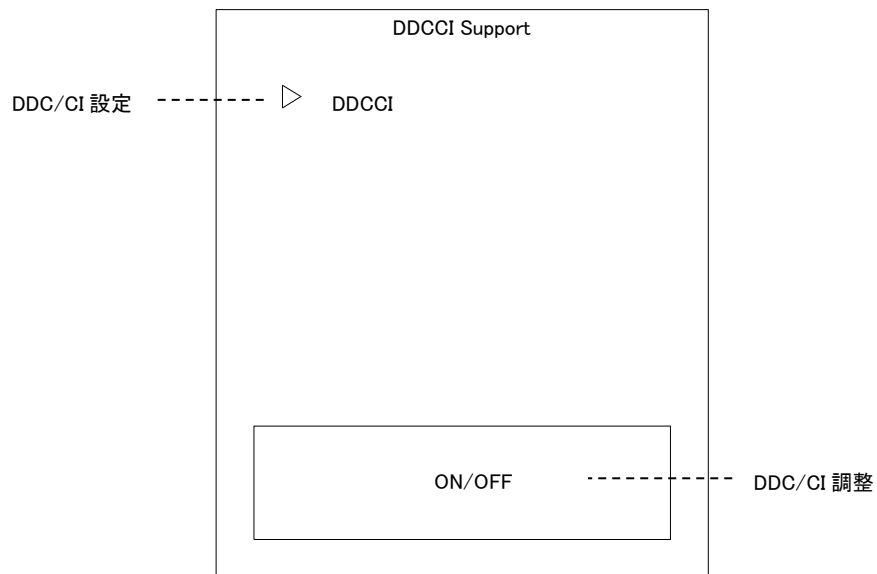 DDCCI Support
DDC/CI 設定
DDCCI
ON/OFF
DDC/CI 調整